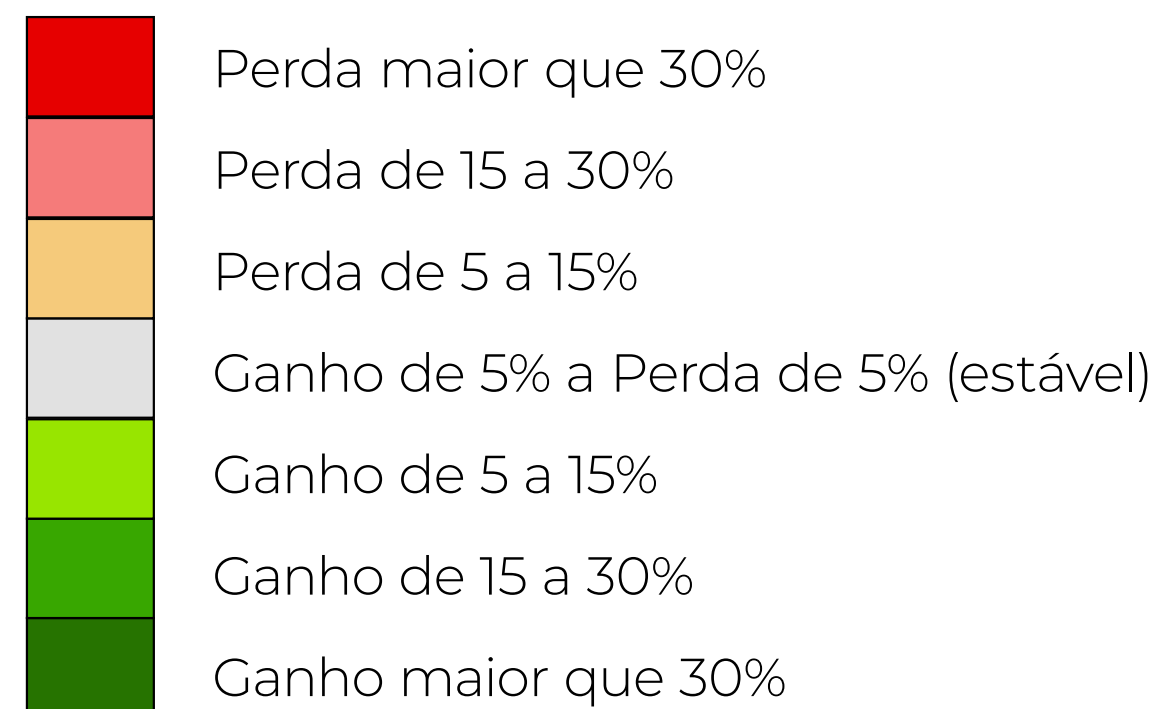 Perda maior que 30%
Perda de 15 a 30%
Perda de 5 a 15%
Ganho de 5% a Perda de 5% (estável)
Ganho de 5 a 15%
Ganho de 15 a 30%
Ganho maior que 30%